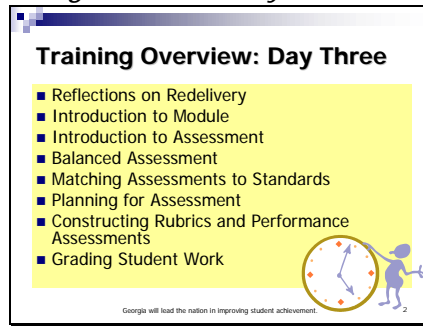 Training Overview: Day Three
Reflections on Redelivery
Introduction to Module
Introduction to Assessment
Balanced Assessment
Matching Assessments to Standards
Planning for Assessment
Constructing Rubrics and Performance
Assessments
Grading Student Work
Georgia will lead the nation in improving student achievement.
2